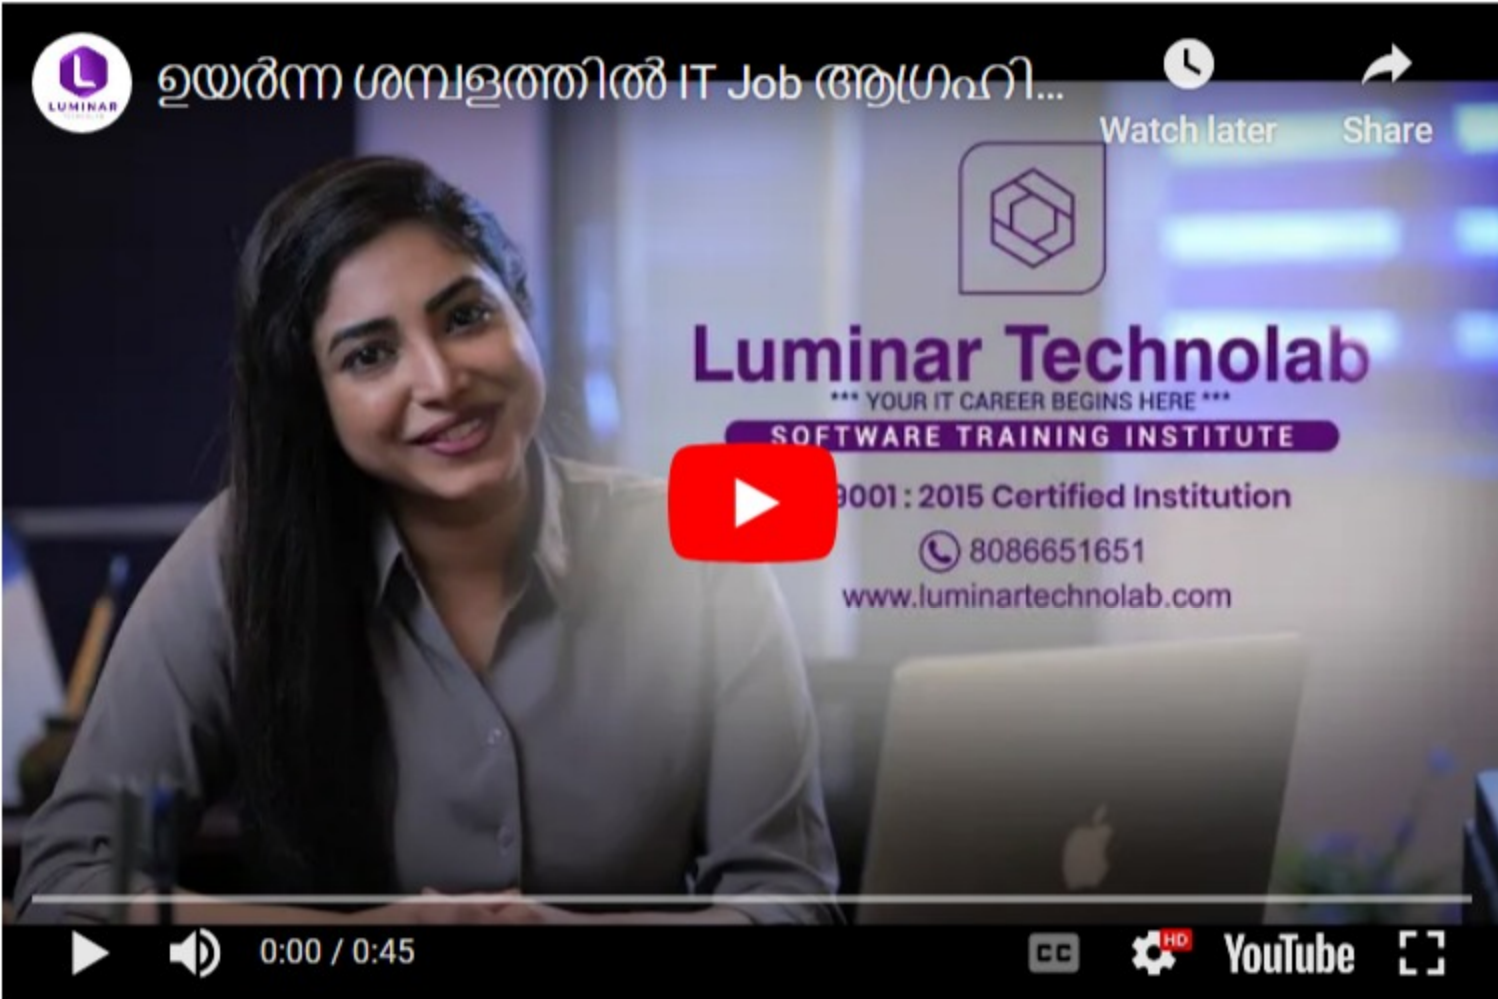 LUMINAR
ഉയർന്ന ശമ്പളത്തിൽ IT Job ആഗ്രഹി...
Watch later
Share
Luminar Technolab
*** YOUR IT CAREER BEGINS HERE ***
SOFTWARE TRAINING INSTITUTE
9001 : 2015 Certified Institution
8086651651
www.luminartechnolab.com
0:00 / 0:45
CC
HD
YouTube